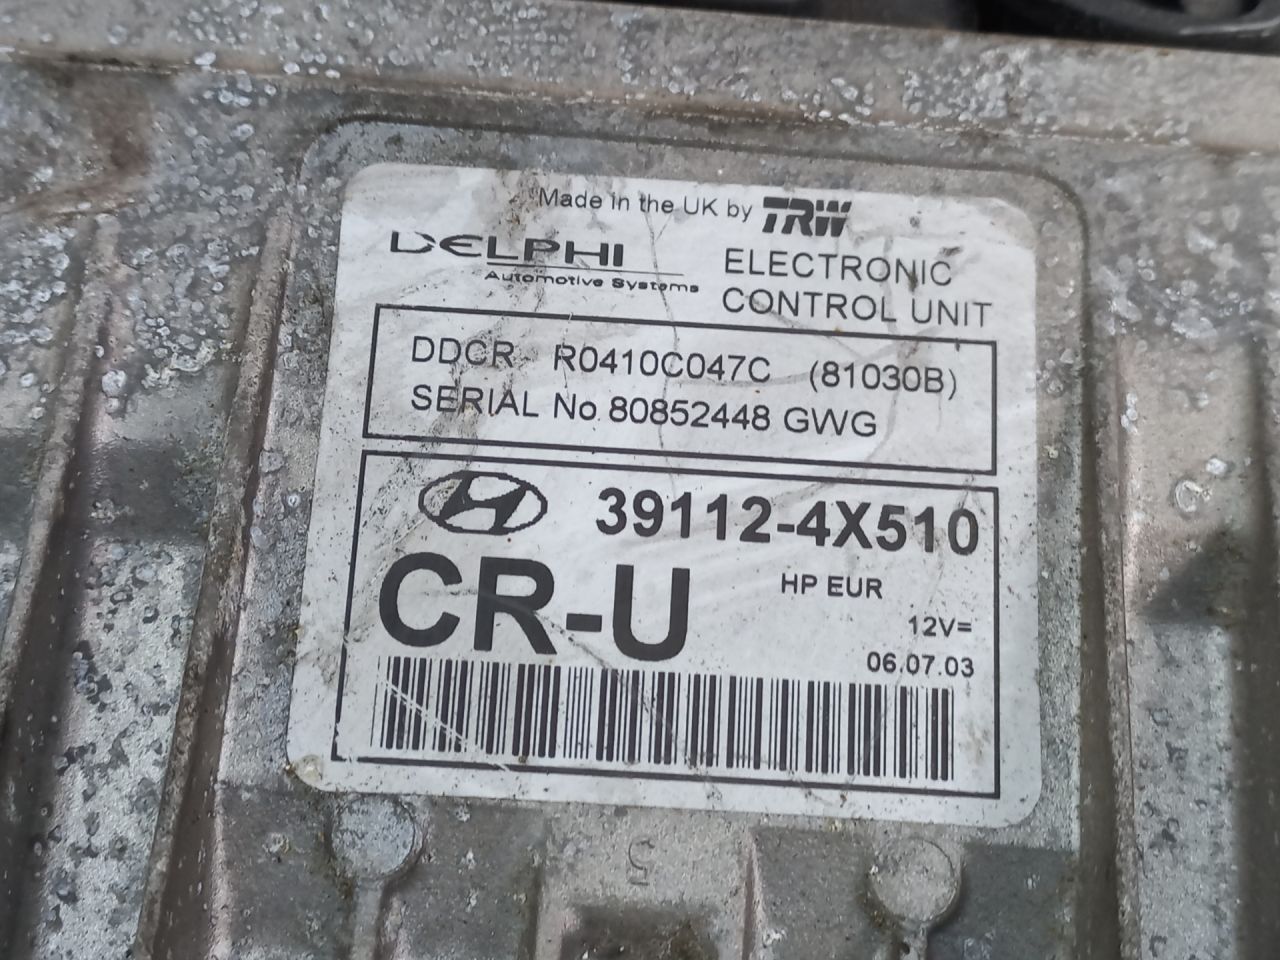 Made in the UK by TRW
DELPHI
Automotive Systems
ELECTRONIC
CONTROL UNIT
DDCR R0410C047C (81030B)
SERIAL No. 80852448 GWG
39112-4X510
CR-U
HP EUR
12V=
06.07.03
5